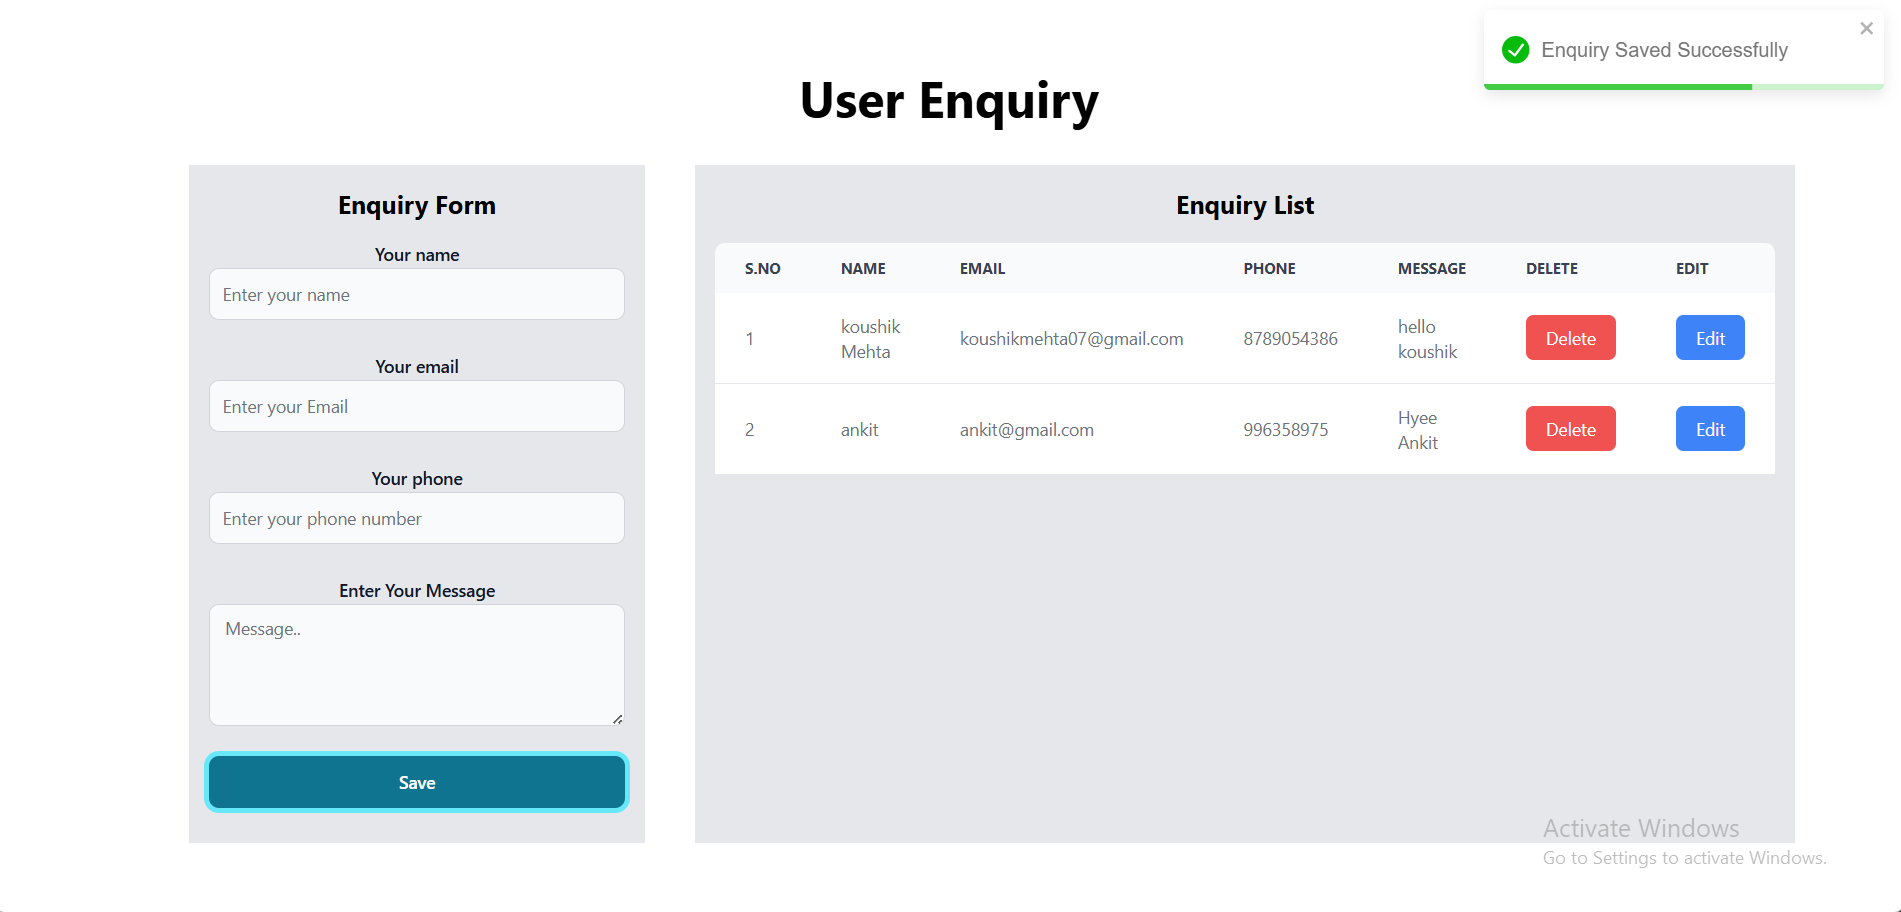 Enquiry Saved Successfully
User Enquiry
Enquiry Form
Your name
Enter your name
Your email
Enter your Email
Your phone
Enter your phone number
Enter Your Message
Message..
Save
Enquiry List
S.NO NAME EMAIL PHONE MESSAGE DELETE EDIT
1 koushik Mehta koushikmehta07@gmail.com 8789054386 hello koushik Delete Edit
2 ankit ankit@gmail.com 996358975 Hyee Ankit Delete Edit
Activate Windows
Go to Settings to activate Windows.